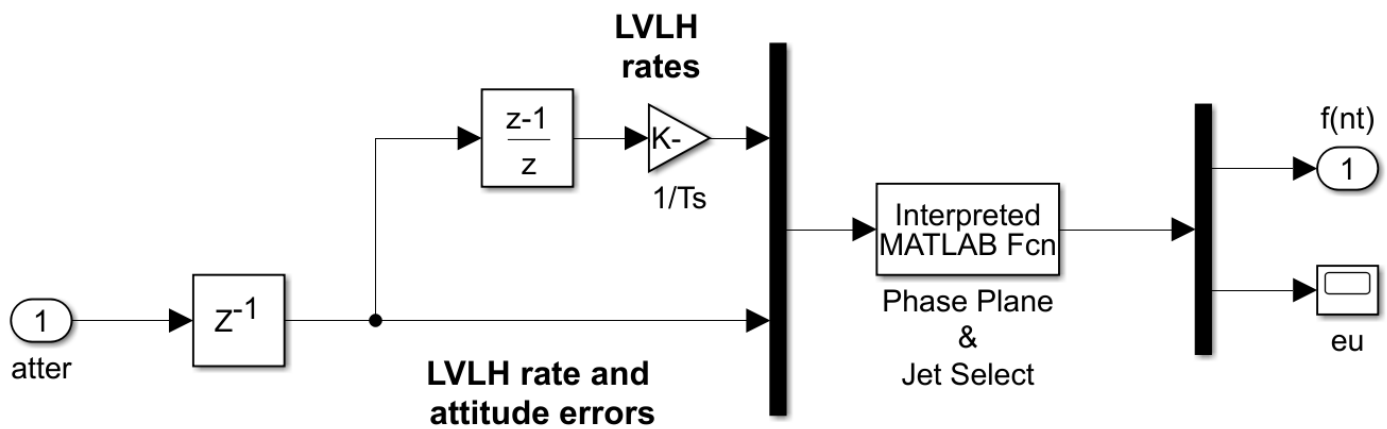 LVLH
rates
z-1
z
K-
1/Ts
f(nt)
1
Interpreted
MATLAB Fcn
Phase Plane
&
Jet Select
1
atter
Z⁻¹
LVLH rate and
attitude errors
eu